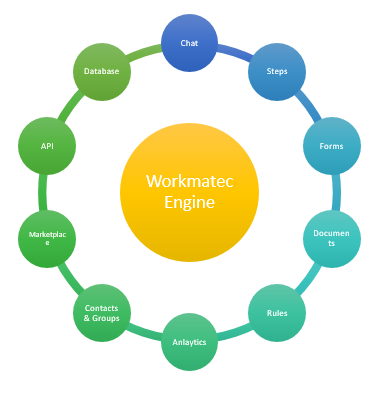 Chat
Steps
Forms
Documen
ts
Rules
Anlaytics
Contacts
& Groups
Marketplac
e
API
Database
Workmatec
Engine